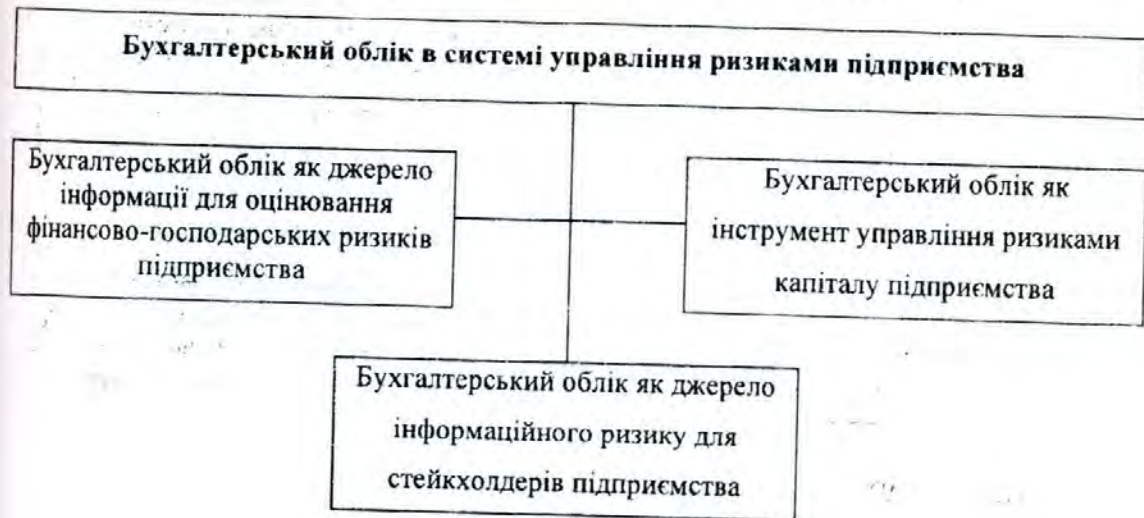 Бухгалтерський облік в системі управління ризиками підприємства
Бухгалтерський облік як джерело
інформації для оцінювання
фінансово-господарських ризиків
підприємства
Бухгалтерський облік як
інструмент управління ризиками
капіталу підприємства
Бухгалтерський облік як джерело
інформаційного ризику для
стейкхолдерів підприємства